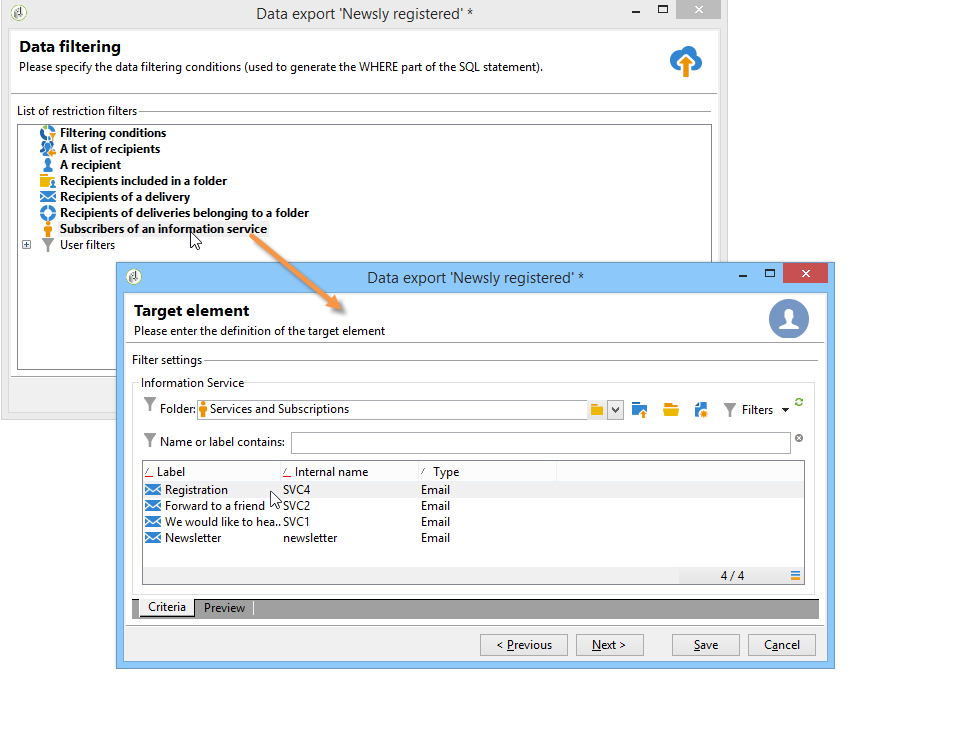 Data export 'Newsly registered' *
Data filtering
Please specify the data filtering conditions (used to generate the WHERE part of the SQL statement).
List of restriction filters
Filtering conditions
A list of recipients
A recipient
Recipients included in a folder
Recipients of a delivery
Recipients of deliveries belonging to a folder
Subscribers of an information service
User filters
Data export 'Newsly registered' *
Target element
Please enter the definition of the target element
Filter settings
Information Service
Folder: Services and Subscriptions Filters
Name or label contains:
Label Internal name Type
Registration SVC4 Email
Forward to a friend SVC2 Email
We would like to hea.. SVC1 Email
Newsletter newsletter Email
4 / 4
Criteria Preview
< Previous Next > Save Cancel